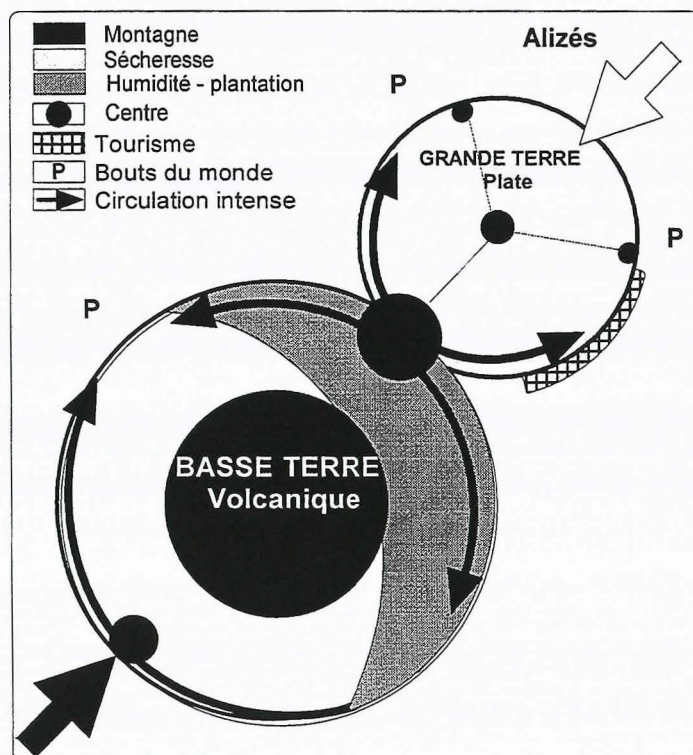 Montagne
Sécheresse
Humidité - plantation
Centre
Tourisme
P Bouts du monde
Circulation intense
Alizés
P
GRANDE TERRE
Plate
P
P
BASSE TERRE
Volcanique